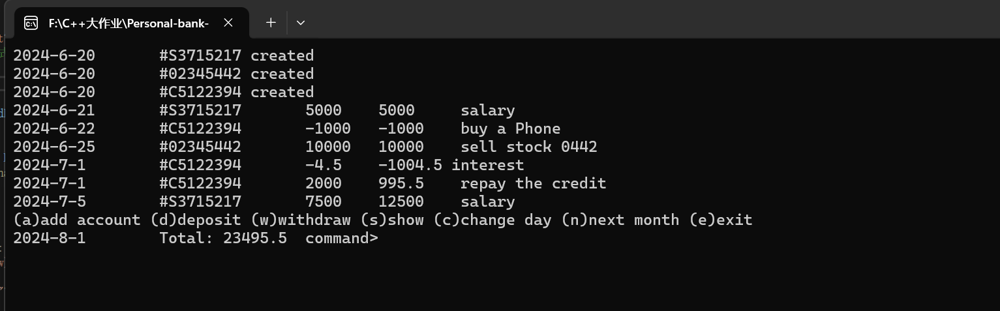 F:\C++大作业\Personal-bank-
2024-6-20 #S3715217 created
2024-6-20 #02345442 created
2024-6-20 #C5122394 created
2024-6-21 #S3715217 5000 5000 salary
2024-6-22 #C5122394 -1000 -1000 buy a Phone
2024-6-25 #02345442 10000 10000 sell stock 0442
2024-7-1 #C5122394 -4.5 -1004.5 interest
2024-7-1 #C5122394 2000 995.5 repay the credit
2024-7-5 #S3715217 7500 12500 salary
(a)add account (d)deposit (w)withdraw (s)show (c)change day (n)next month (e)exit
2024-8-1 Total: 23495.5 command>